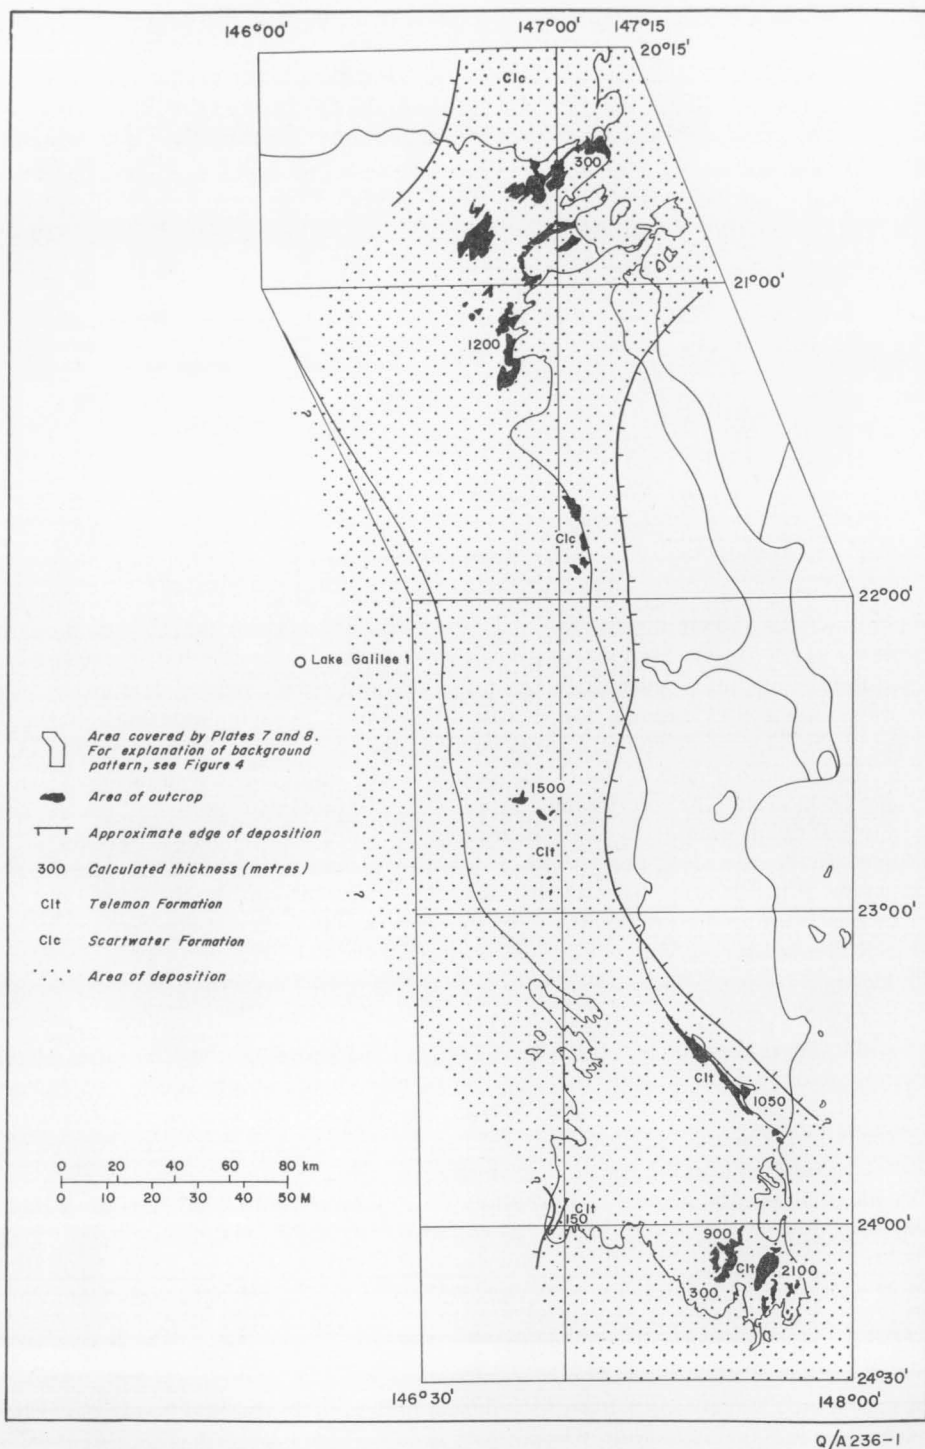 146°00' 147°00' 147°15'
20°15'
Clc
300
21°00'
1200
?
Clc
22°00'
Lake Galilee 1
Area covered by Plates 7 and 8.
For explanation of background
pattern, see Figure 4
Area of outcrop
Approximate edge of deposition
300 Calculated thickness (metres)
Clt Telemon Formation
Clc Scartwater Formation
Area of deposition
1500
Clt
?
23°00'
Clt
1050
?
0 20 40 60 80 km
0 10 20 30 40 50 M
?
Clt
150
24°00'
900
Clt
2100
300
24°30'
146°30' 148°00'
Q/A 236-1